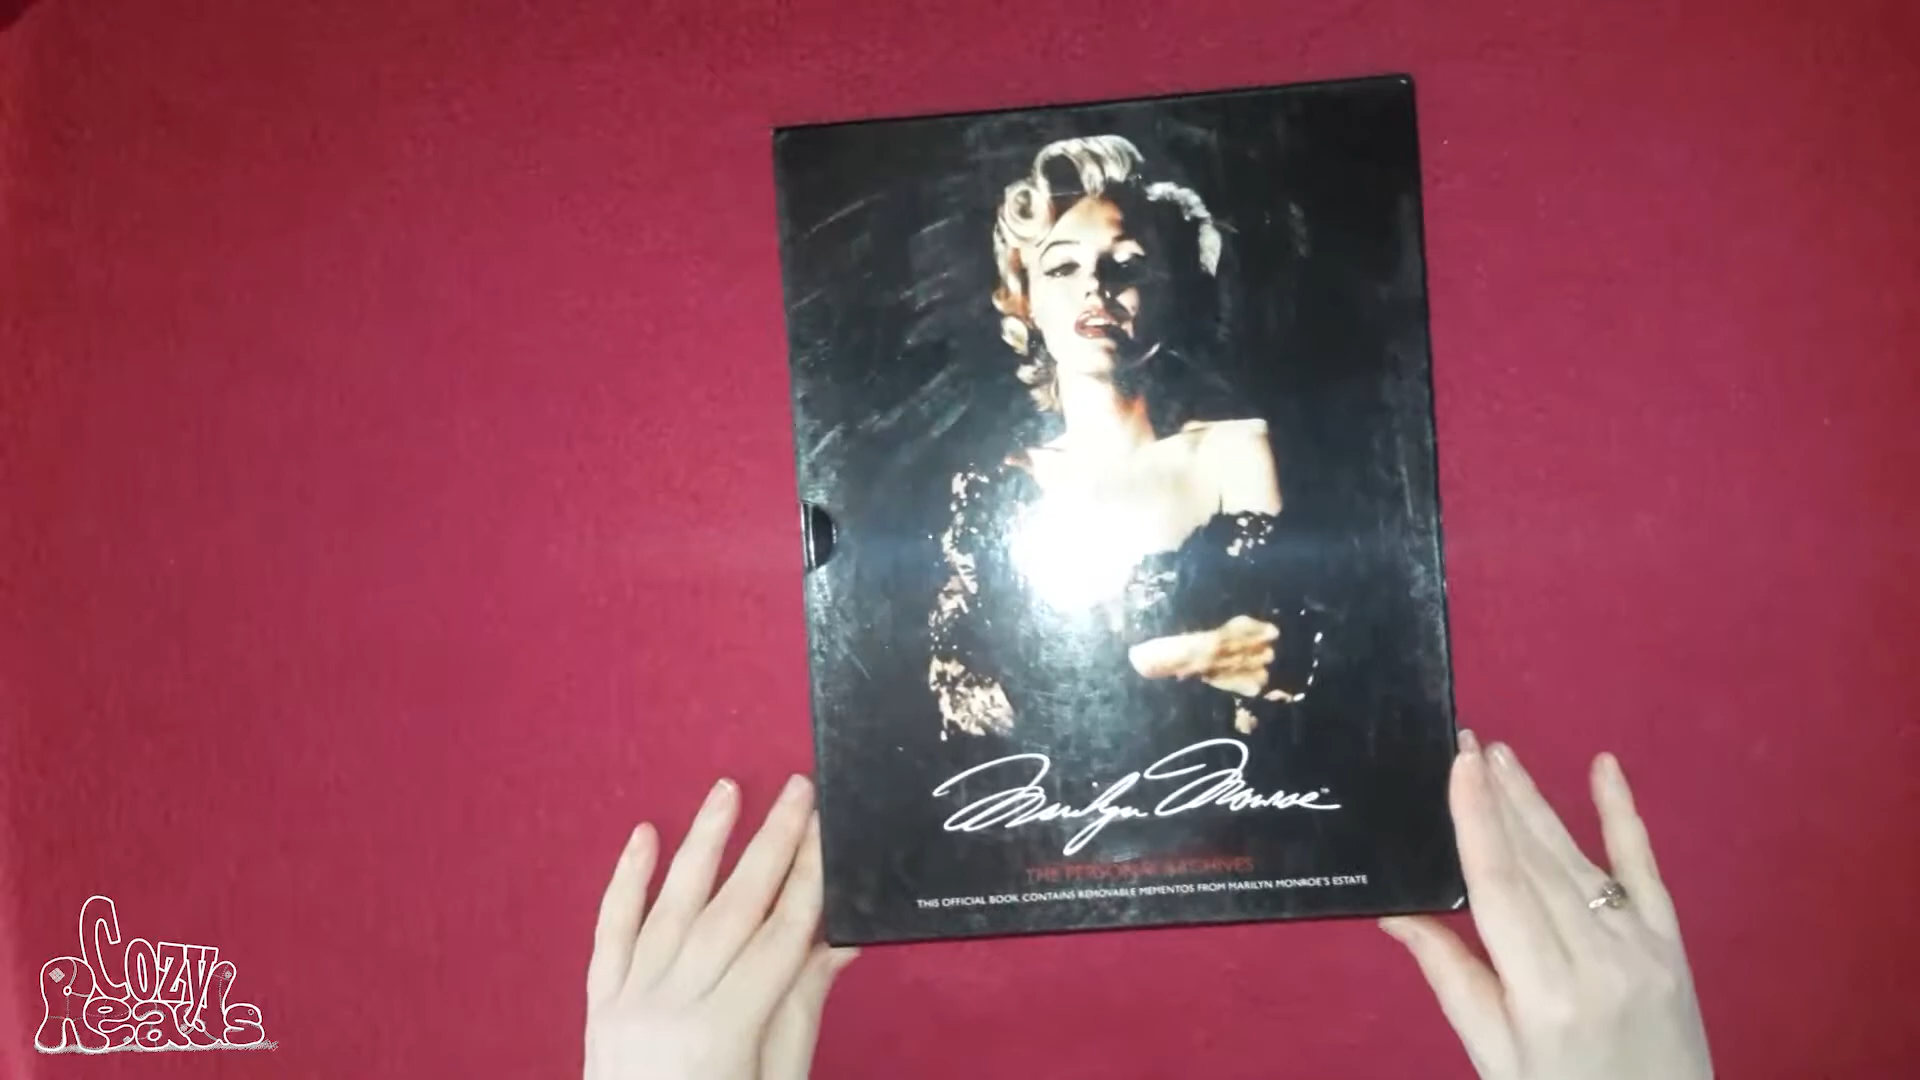 Marilyn Monroe™
THE PERSONAL ARCHIVES
THIS OFFICIAL BOOK CONTAINS REMOVABLE MEMENTOS FROM MARILYN MONROE'S ESTATE
Cozy
Reads